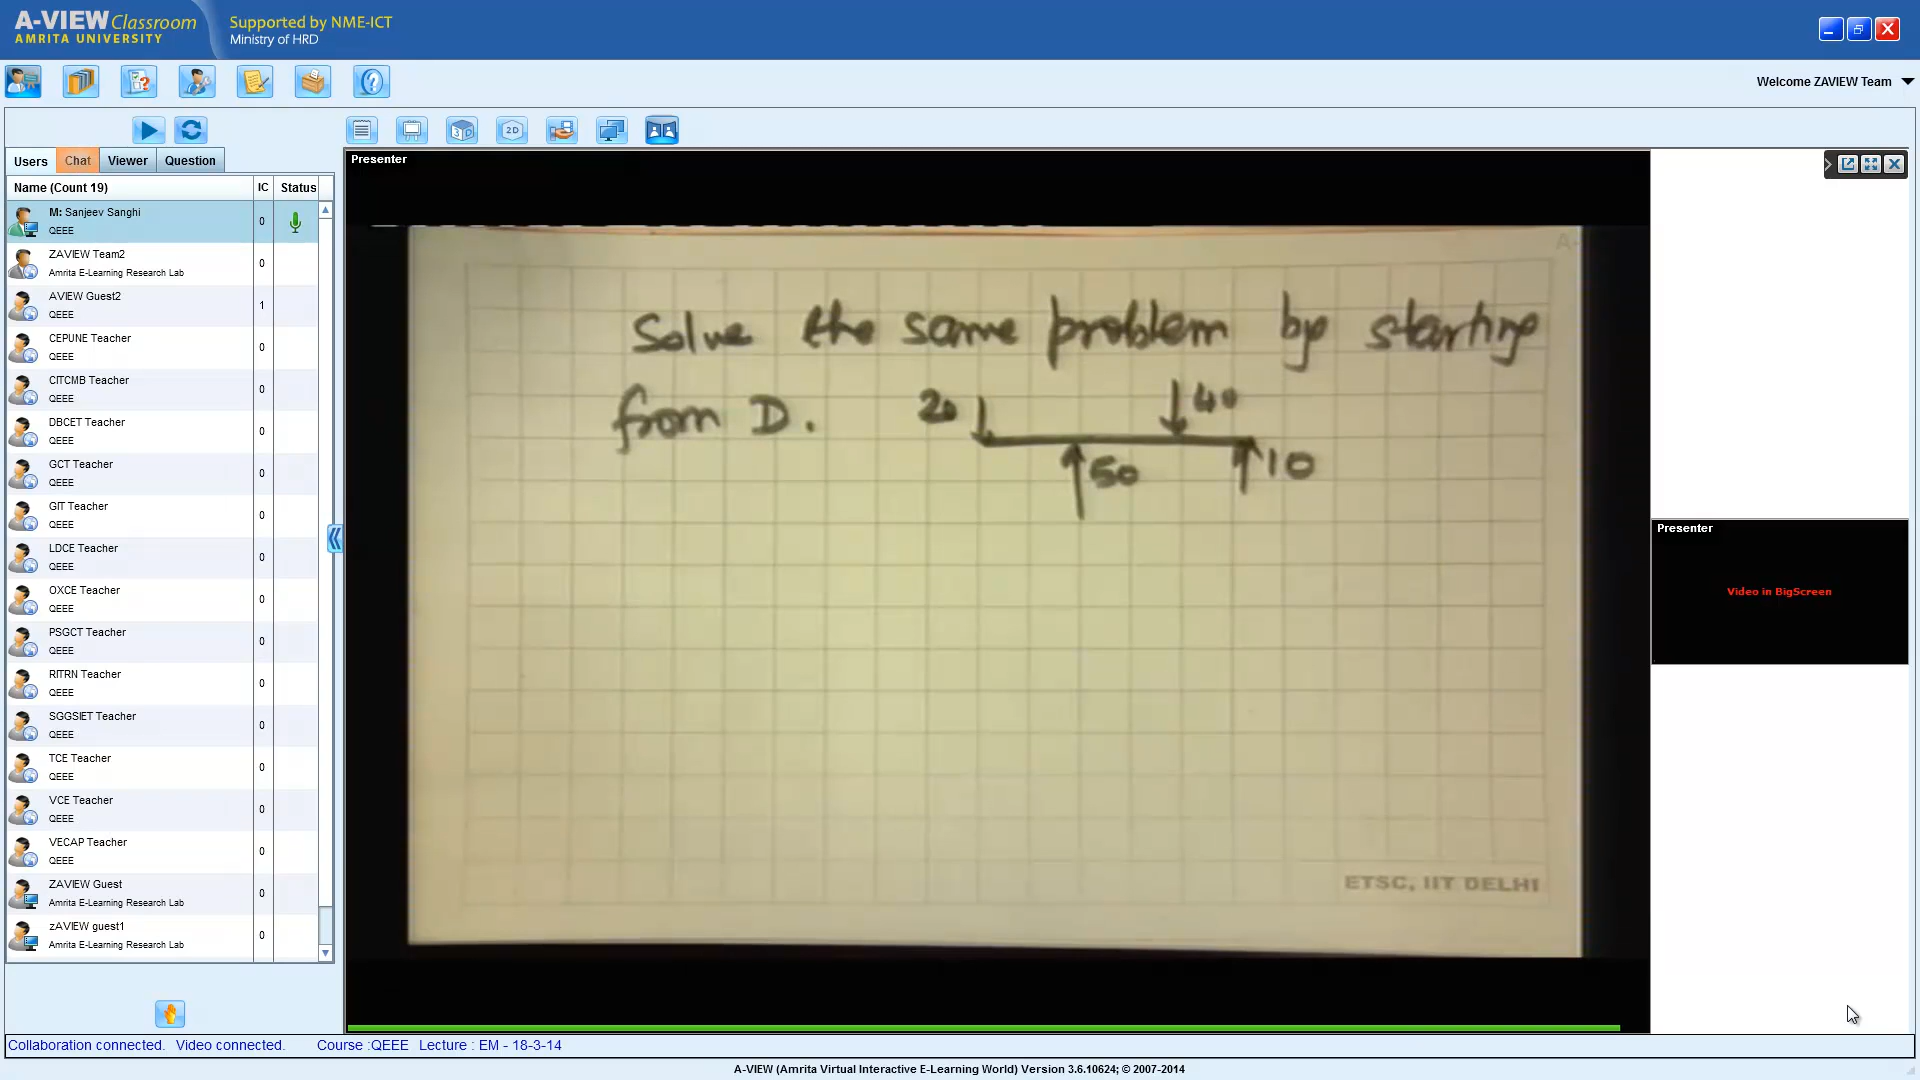 A-VIEW Classroom
AMRITA UNIVERSITY
Supported by NME-ICT
Ministry of HRD
Welcome ZAVIEW Team
3D
2D
Users Chat Viewer Question
Name (Count 19) IC Status
M: Sanjeev Sanghi
QEEE
0
ZAVIEW Team2
Amrita E-Learning Research Lab
0
AVIEW Guest2
QEEE
1
CEPUNE Teacher
QEEE
0
CITCMB Teacher
QEEE
0
DBCET Teacher
QEEE
0
GCT Teacher
QEEE
0
GIT Teacher
QEEE
0
LDCE Teacher
QEEE
0
OXCE Teacher
QEEE
0
PSGCT Teacher
QEEE
0
RITRN Teacher
QEEE
0
SGGSIET Teacher
QEEE
0
TCE Teacher
QEEE
0
VCE Teacher
QEEE
0
VECAP Teacher
QEEE
0
ZAVIEW Guest
Amrita E-Learning Research Lab
0
zAVIEW guest1
Amrita E-Learning Research Lab
0
Presenter
A-
Solve the same problem by starting
from D. 20 40
50 10
ETSC, IIT DELHI
Presenter
Video in BigScreen
Collaboration connected. Video connected. Course :QEEE Lecture : EM - 18-3-14
A-VIEW (Amrita Virtual Interactive E-Learning World) Version 3.6.10624; © 2007-2014